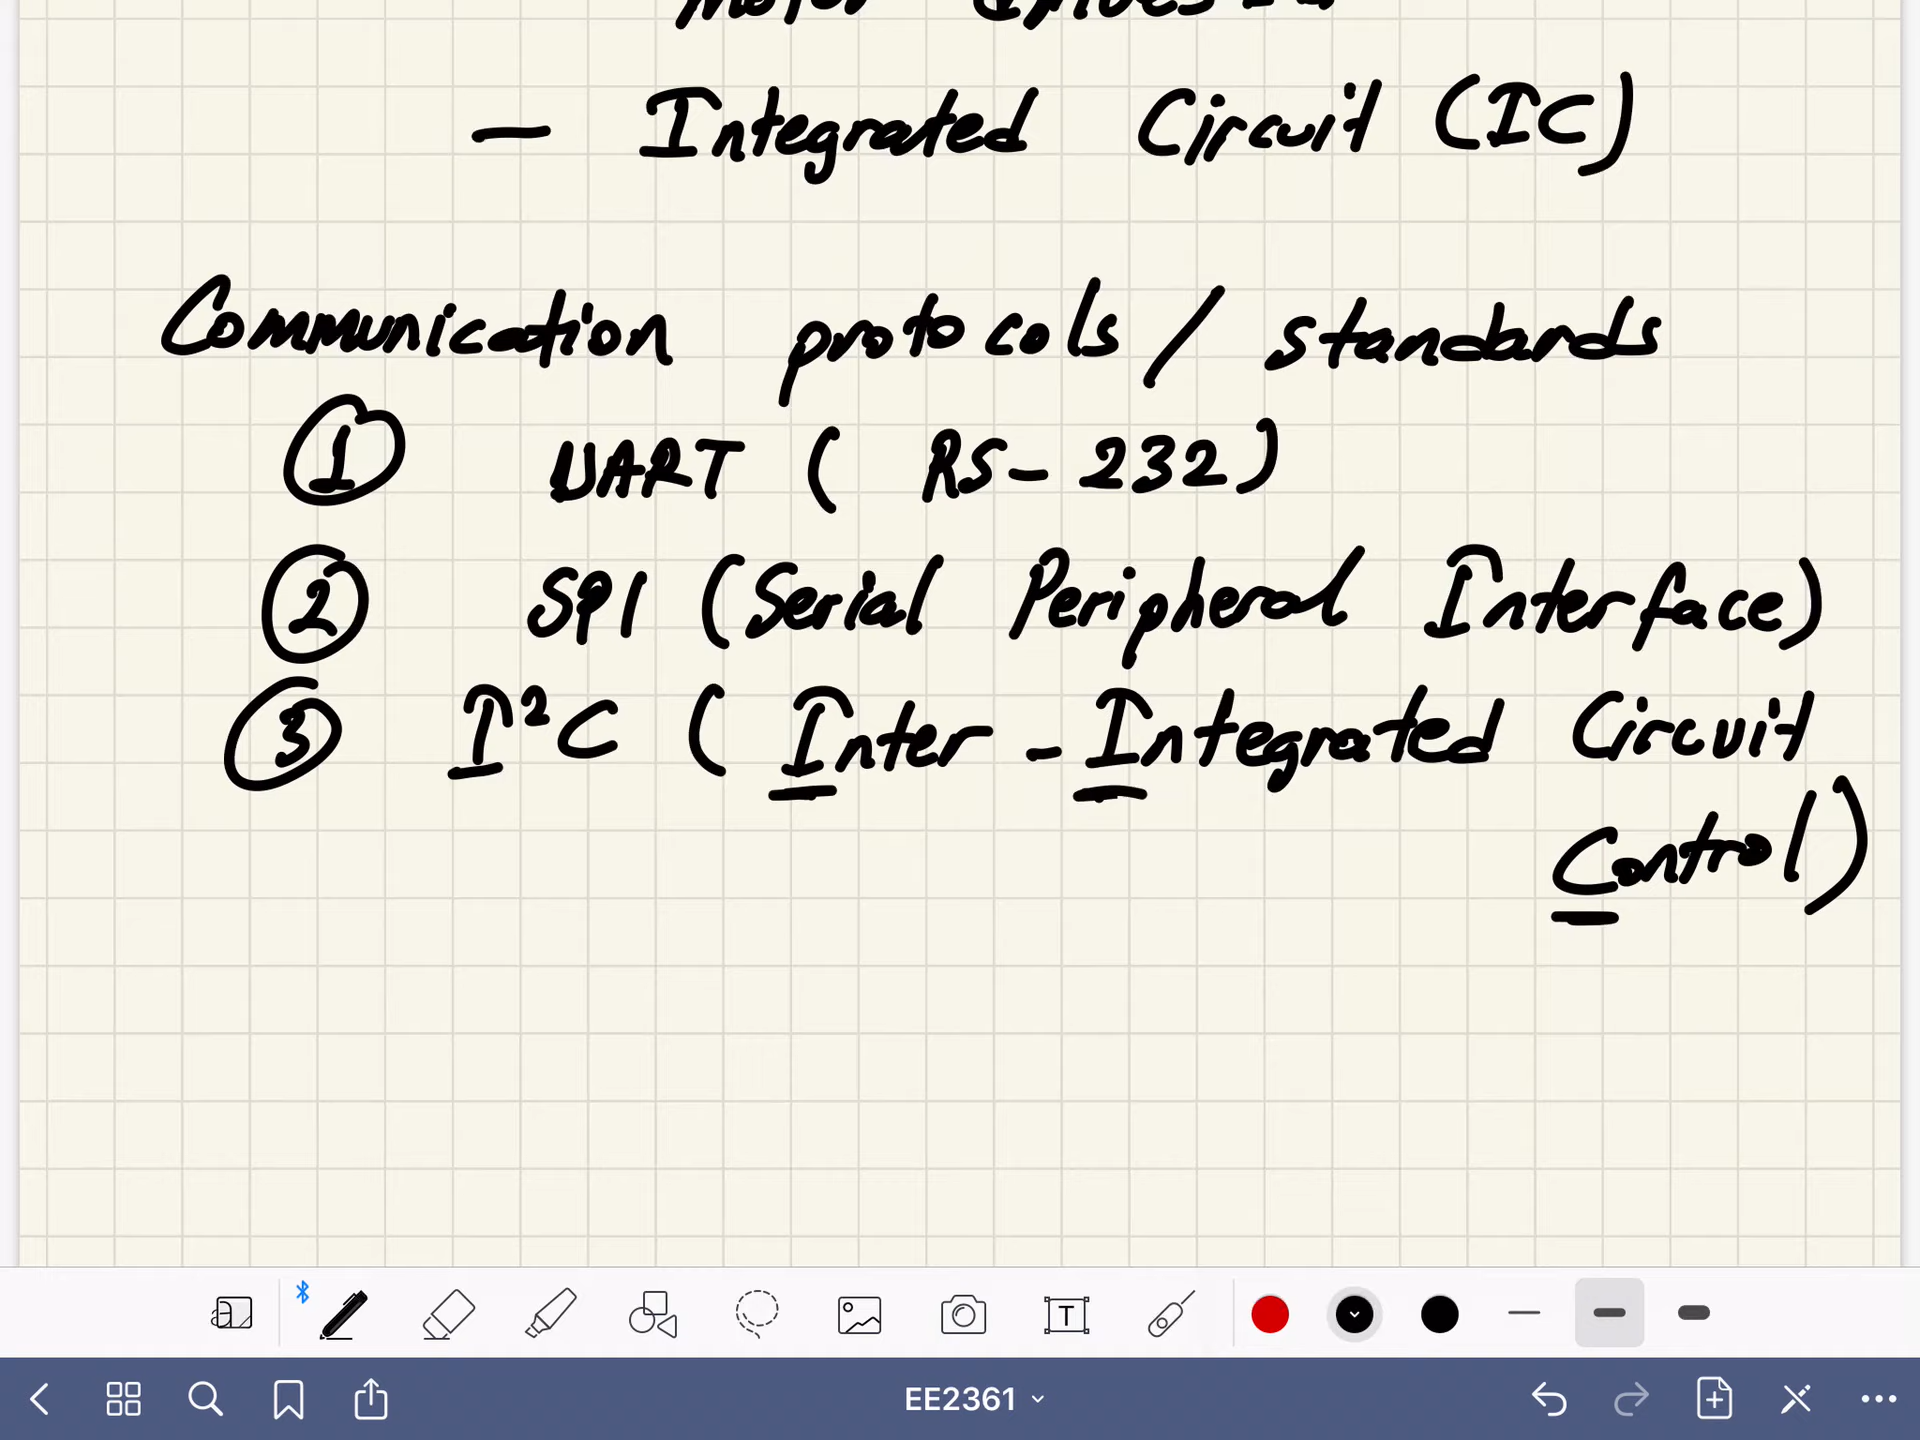 — Integrated Circuit (IC)
Communication protocols / standards
① UART ( RS-232)
② SPI (Serial Peripheral Interface)
③ I²C ( Inter - Integrated Circuit
Control)
T
EE2361